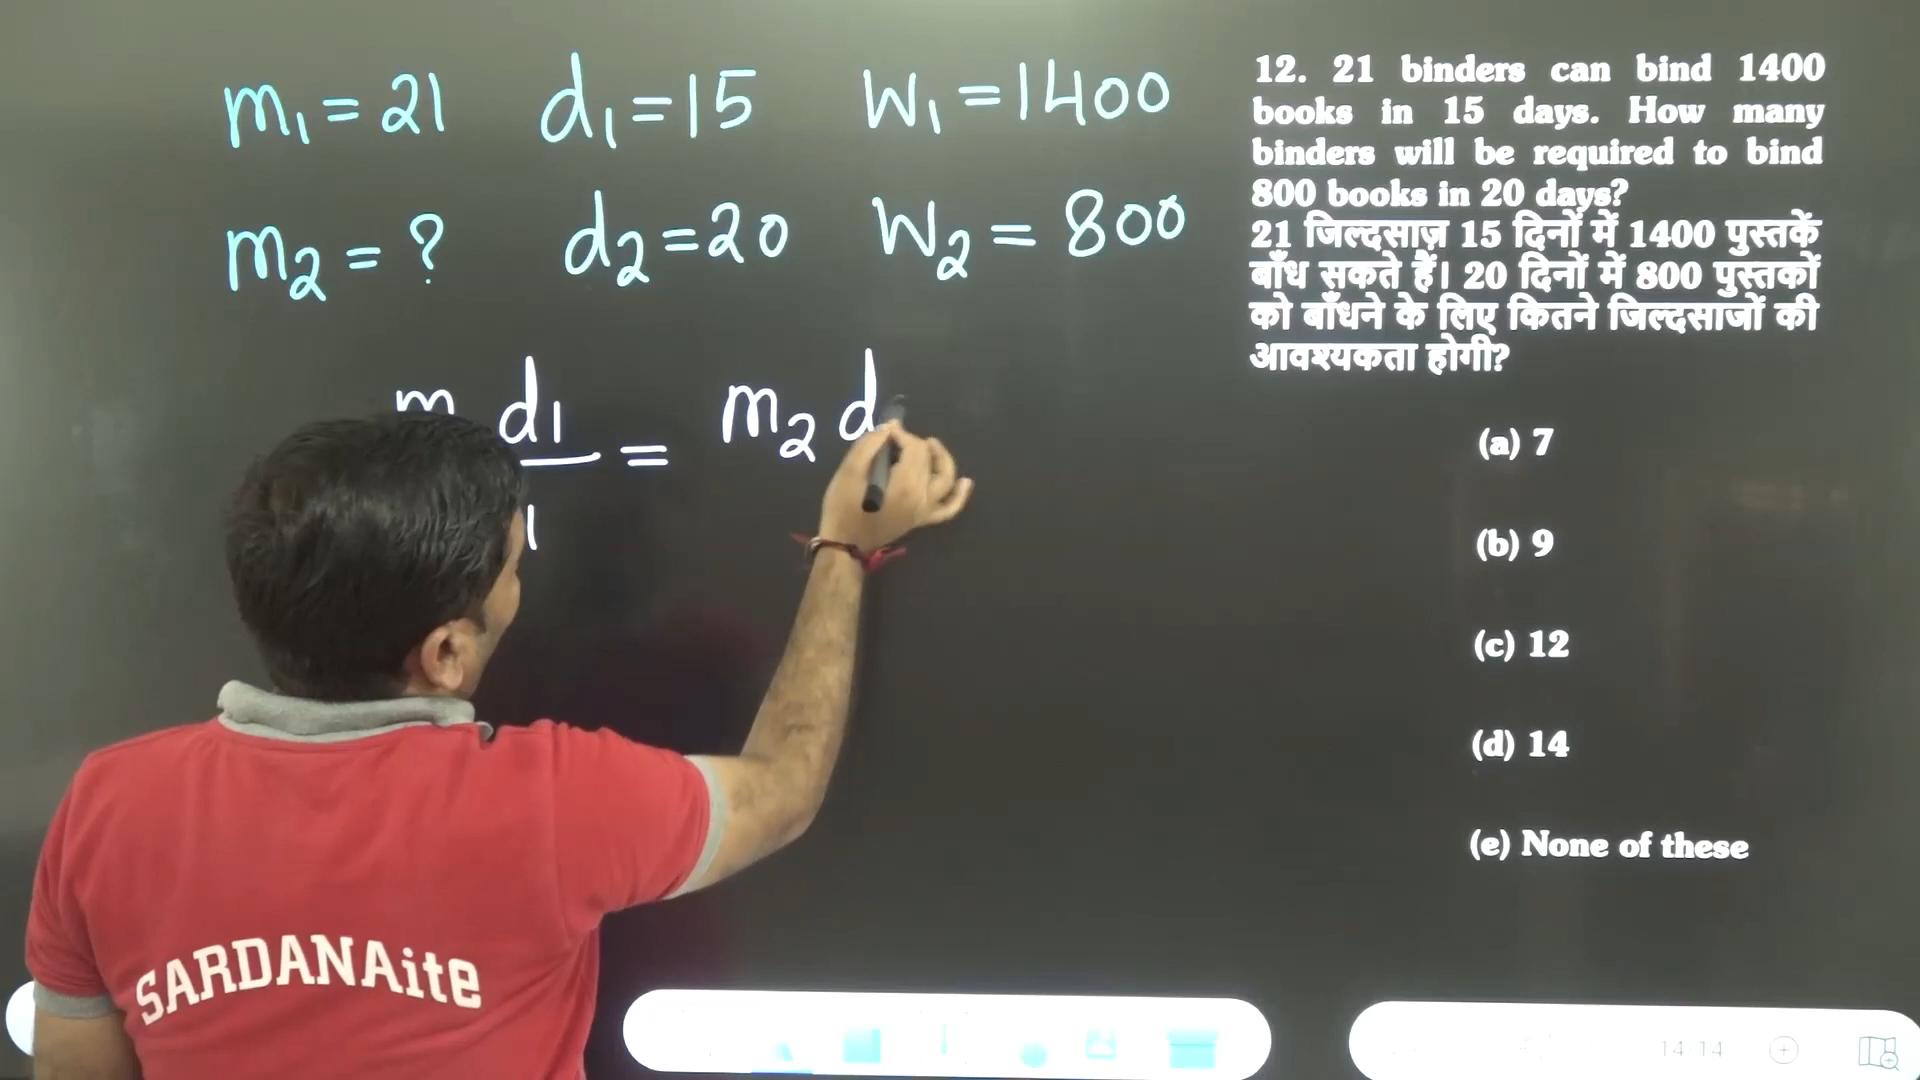 m₁ = 21 d₁ = 15 W₁ = 1400
m₂ = ? d₂ = 20 W₂ = 800
m d₁ = m₂ d
1
12. 21 binders can bind 1400
books in 15 days. How many
binders will be required to bind
800 books in 20 days?
21 जिल्दसाज़ 15 दिनों में 1400 पुस्तकें
बाँध सकते हैं। 20 दिनों में 800 पुस्तकों
को बाँधने के लिए कितने जिल्दसाजों की
आवश्यकता होगी?
(a) 7
(b) 9
(c) 12
(d) 14
(e) None of these
SARDANAite
14 14